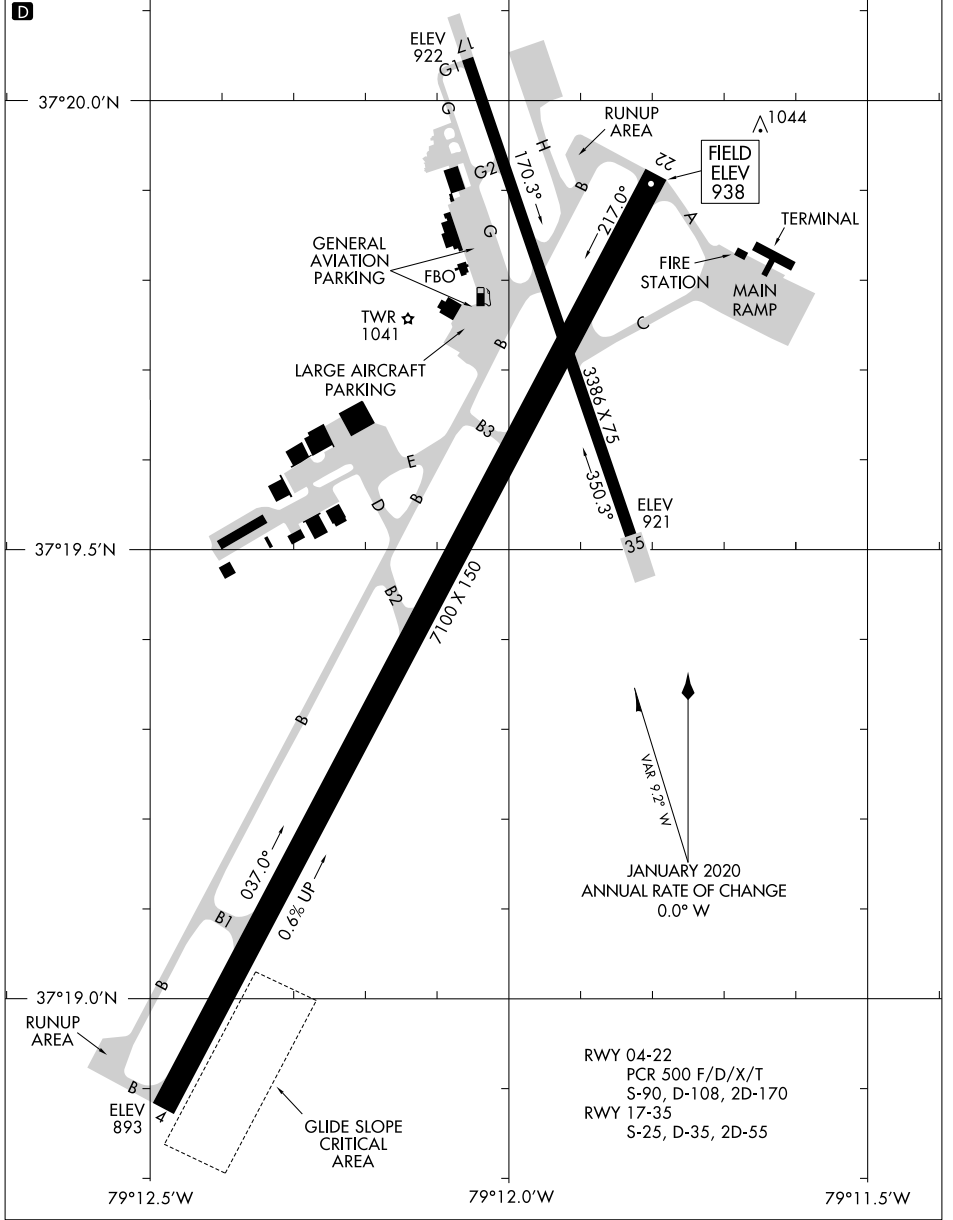 D
ELEV
922
17
G1
37°20.0'N
G
RUNUP
AREA
1044
H
170.3°
G2
B
22
FIELD
ELEV
938
217.0°
A
TERMINAL
G
GENERAL
AVIATION
PARKING
FBO
FIRE
STATION
MAIN
RAMP
TWR
1041
C
B
LARGE AIRCRAFT
PARKING
3386 X 75
B3
E
B
D
350.3°
ELEV
921
35
37°19.5'N
B2
7100 X 150
B
VAR 9.2° W
037.0°
0.6% UP
JANUARY 2020
ANNUAL RATE OF CHANGE
0.0° W
B1
B
37°19.0'N
RUNUP
AREA
B
ELEV
893
4
GLIDE SLOPE
CRITICAL
AREA
RWY 04-22
PCR 500 F/D/X/T
S-90, D-108, 2D-170
RWY 17-35
S-25, D-35, 2D-55
79°12.5'W
79°12.0'W
79°11.5'W